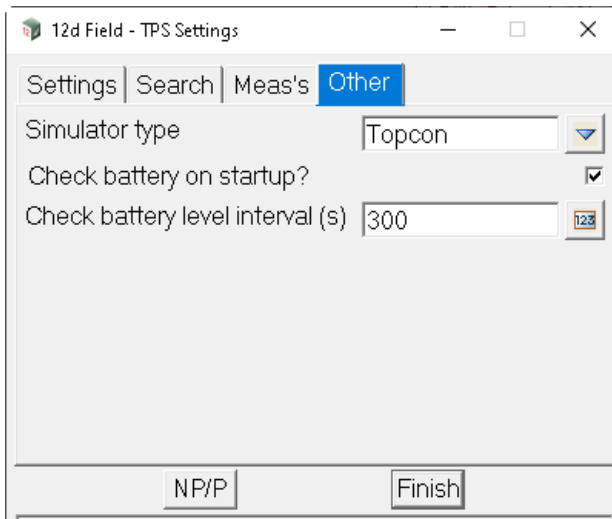 12d Field - TPS Settings
Settings Search Meas's Other
Simulator type Topcon
Check battery on startup?
Check battery level interval (s) 300 123
NP/P Finish